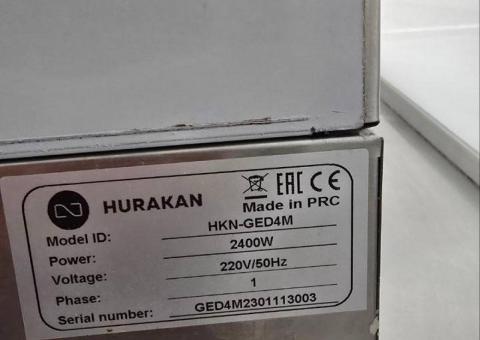 HURAKAN
EAC CE
Made in PRC
Model ID: HKN-GED4M
Power: 2400W
Voltage: 220V/50Hz
Phase: 1
Serial number: GED4M2301113003